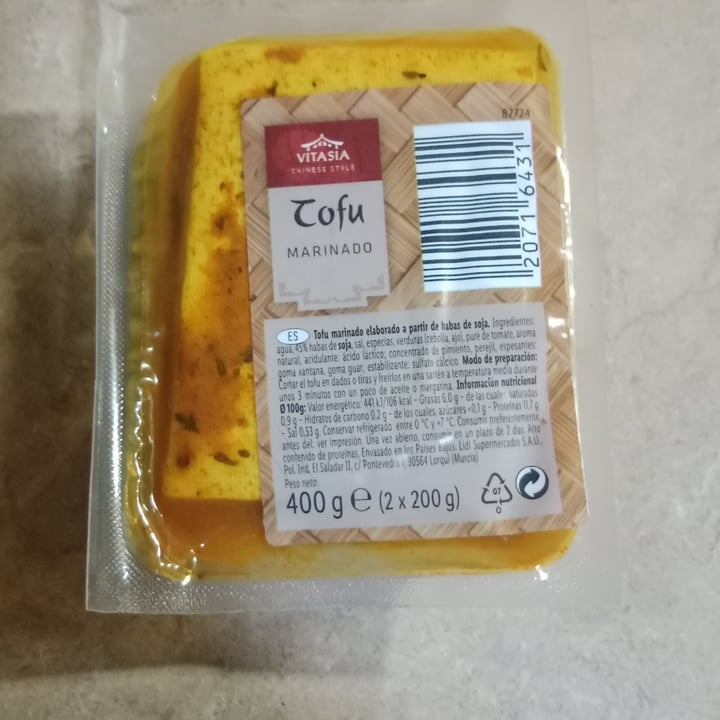 87724
VITASIA
CHINESE STYLE
Tofu
MARINADO
2071 6431
ES Tofu marinado elaborado a partir de habas de soja. Ingredientes:
agua, 45% habas de soja, sal, especias, verduras (cebolla, ajo), puré de tomate, aroma
natural, acidulante: ácido láctico; concentrado de pimiento, perejil, espesantes:
goma xantana, goma guar, estabilizante: sulfato cálcico. Modo de preparación:
Cortar el tofu en dados o tiras y freirlos en una sartén a temperatura media durante
unos 3 minutos con un poco de aceite o margarina. Información nutricional
Ø 100g: Valor energético: 441 kJ/106 kcal - Grasas 6,0 g - de las cuales saturadas
0,9 g - Hidratos de carbono 0,2 g - de los cuales, azúcares <0,3 g - Proteínas 11,7 g
- Sal 0,53 g. Conservar refrigerado entre 0 °C y +7 °C. Consumir preferentemente
antes del: ver impresión. Una vez abierto, consumir en un plazo de 2 días. Alto
contenido de proteínas. Envasado en los Países Bajos. Lidl Supermercados S.A.U.,
Pol. Ind. El Saladar II, c/ Pontevedra, 30564 Lorquí (Murcia)
Peso neto:
400 g e (2 x 200 g)
07
O